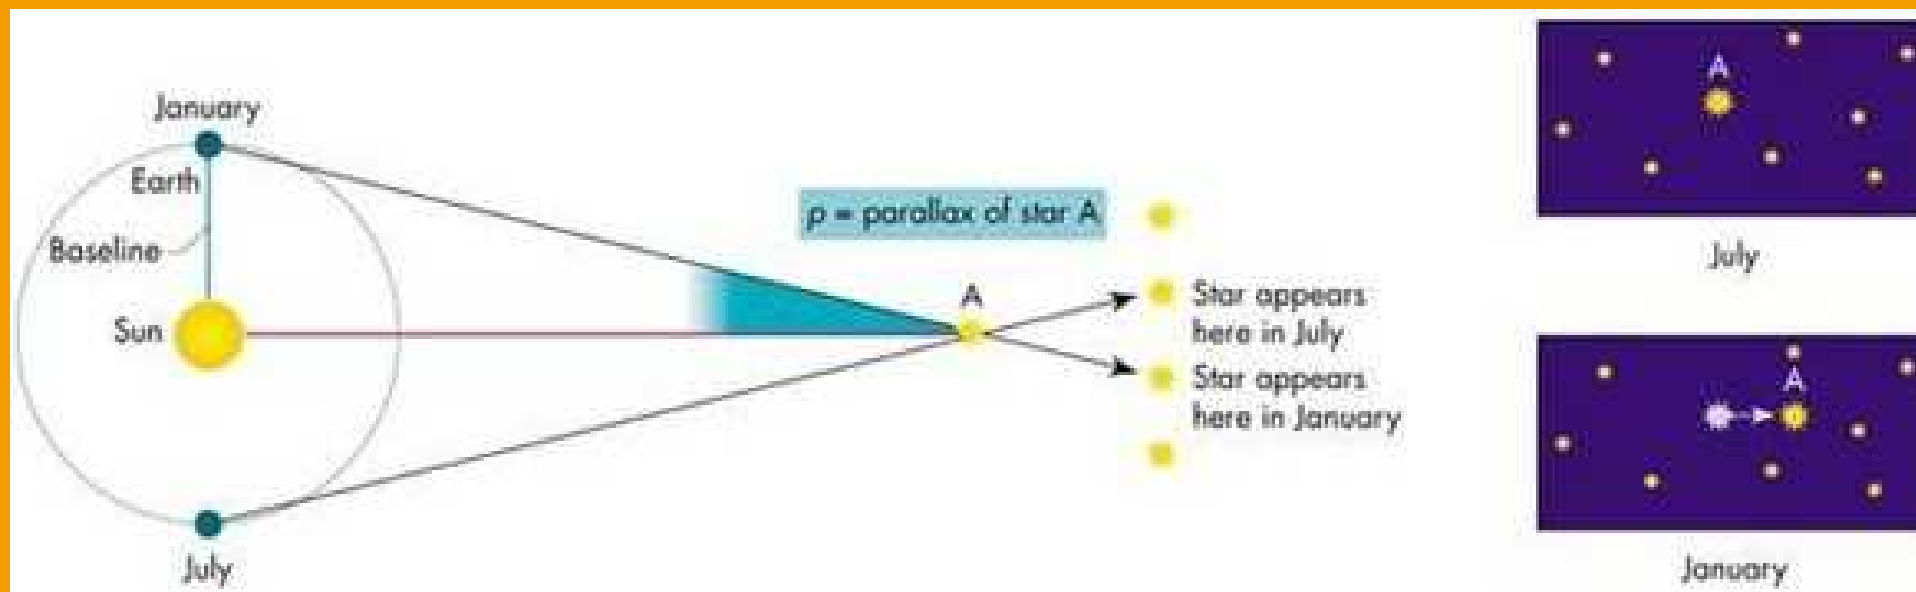 January
Earth
Baseline
Sun
July
p = parallax of star A
A
Star appears
here in July
Star appears
here in January
A
July
A
January